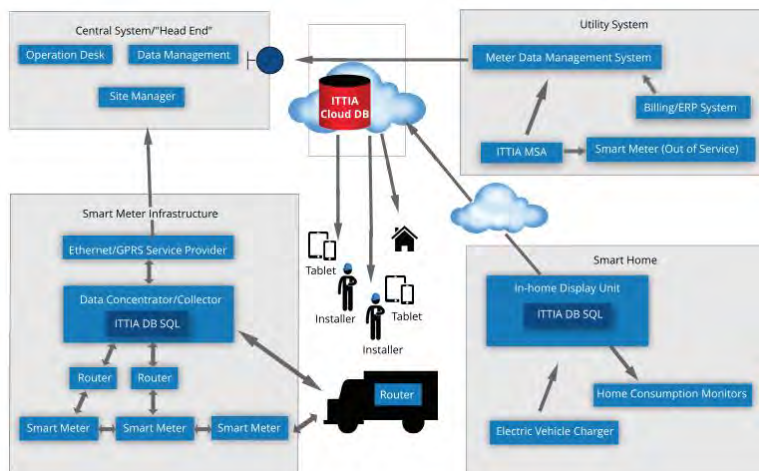 Central System/"Head End"
Operation Desk
Data Management
Site Manager
ITTIA
Cloud DB
Utility System
Meter Data Management System
Billing/ERP System
ITTIA MSA
Smart Meter (Out of Service)
Smart Meter Infrastructure
Ethernet/GPRS Service Provider
Data Concentrator/Collector
ITTIA DB SQL
Router
Router
Smart Meter
Smart Meter
Smart Meter
Tablet
Installer
Tablet
Installer
Router
Smart Home
In-home Display Unit
ITTIA DB SQL
Home Consumption Monitors
Electric Vehicle Charger